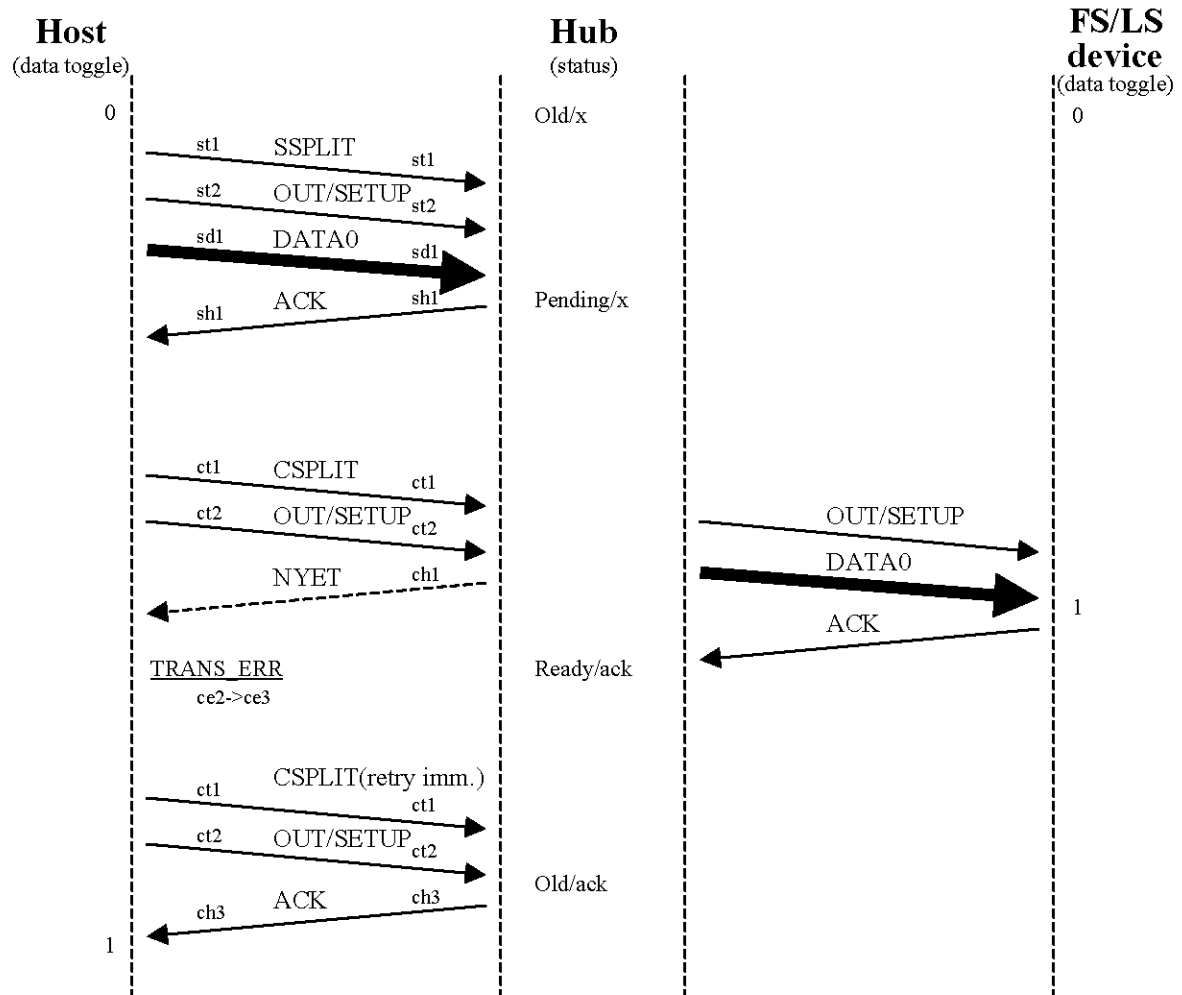 Host
(data toggle)
Hub
(status)
FS/LS
device
(data toggle)
0
Old/x
0
st1
SSPLIT
st1
st2
OUT/SETUP
st2
sd1
DATA0
sd1
ACK
sh1
sh1
Pending/x
ct1
CSPLIT
ct1
ct2
OUT/SETUP
ct2
NYET
ch1
OUT/SETUP
DATA0
1
ACK
TRANS_ERR
ce2->ce3
Ready/ack
CSPLIT(retry imm.)
ct1
ct1
ct2
OUT/SETUP
ct2
Old/ack
ACK
ch3
ch3
1